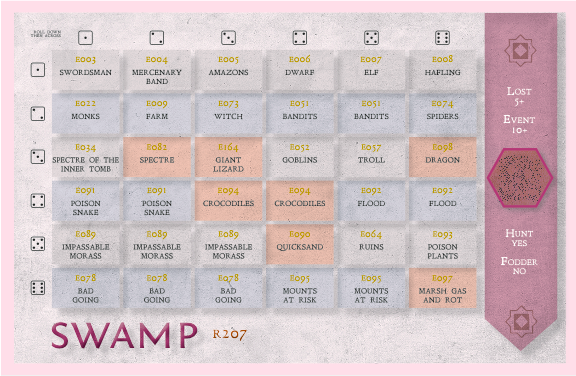 ROLL DOWN
THEN ACROSS
E003 E004 E005 E006 E007 E008
SWORDSMAN MERCENARY BAND AMAZONS DWARF ELF HAFLING
E022 E009 E073 E051 E051 E074
MONKS FARM WITCH BANDITS BANDITS SPIDERS
E034 E082 E164 E052 E057 E098
SPECTRE OF THE INNER TOMB SPECTRE GIANT LIZARD GOBLINS TROLL DRAGON
E091 E091 E094 E094 E092 E092
POISON SNAKE POISON SNAKE CROCODILES CROCODILES FLOOD FLOOD
E089 E089 E089 E090 E064 E093
IMPASSABLE MORASS IMPASSABLE MORASS IMPASSABLE MORASS QUICKSAND RUINS POISON PLANTS
E078 E078 E078 E095 E095 E097
BAD GOING BAD GOING BAD GOING MOUNTS AT RISK MOUNTS AT RISK MARSH GAS AND ROT
SWAMP R207
LOST
5+
EVENT
10+
HUNT
YES
FODDER
NO